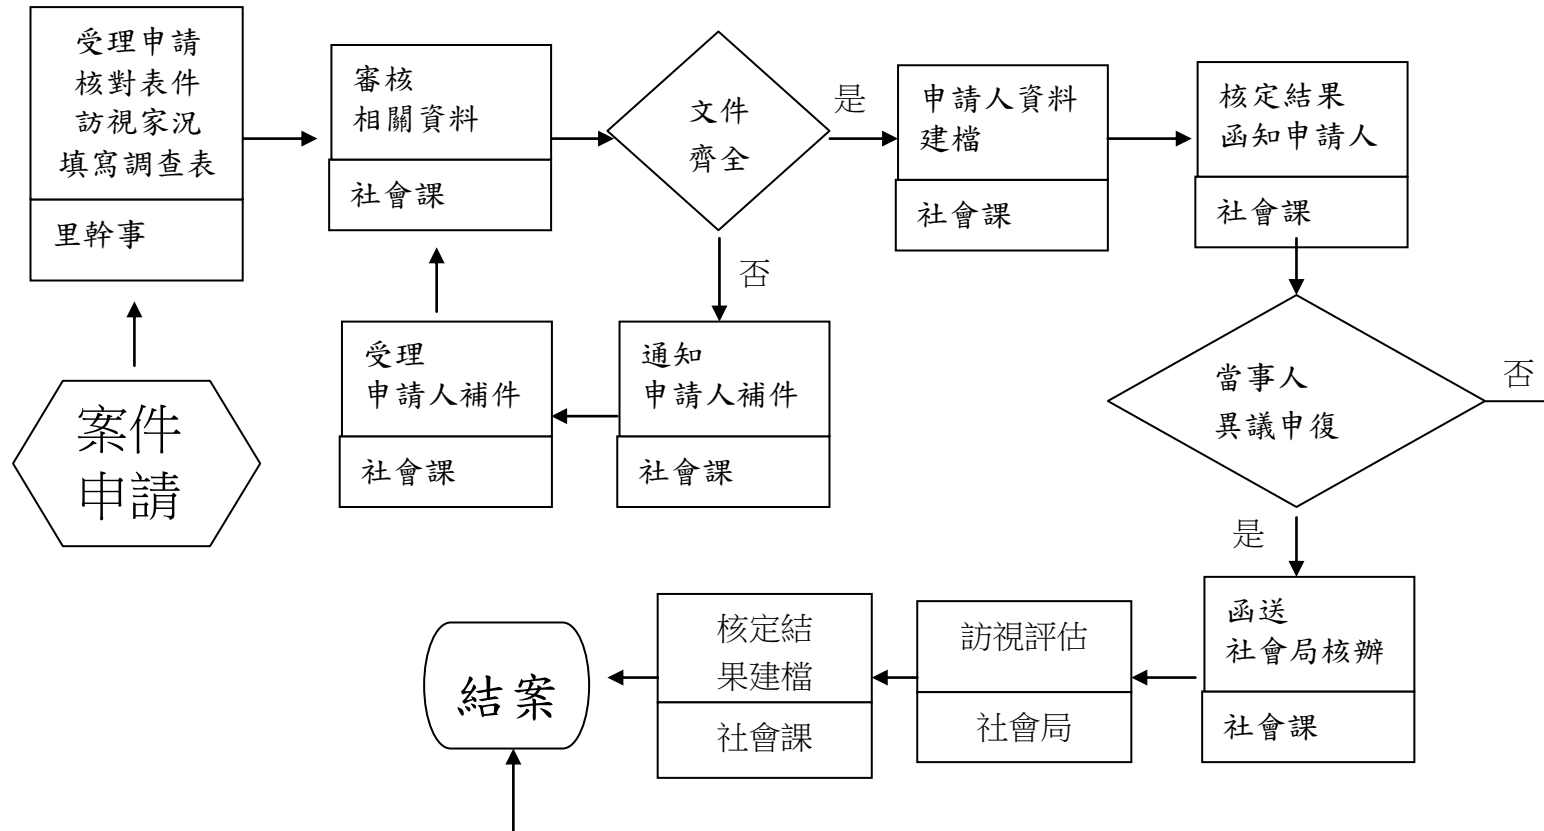 案件
申請
受理申請
核對表件
訪視家況
填寫調查表
里幹事
審核
相關資料
社會課
文件
齊全
是
否
通知
申請人補件
社會課
受理
申請人補件
社會課
申請人資料
建檔
社會課
核定結果
函知申請人
社會課
當事人
異議申復
否
是
函送
社會局核辦
社會課
訪視評估
社會局
核定結
果建檔
社會課
結案